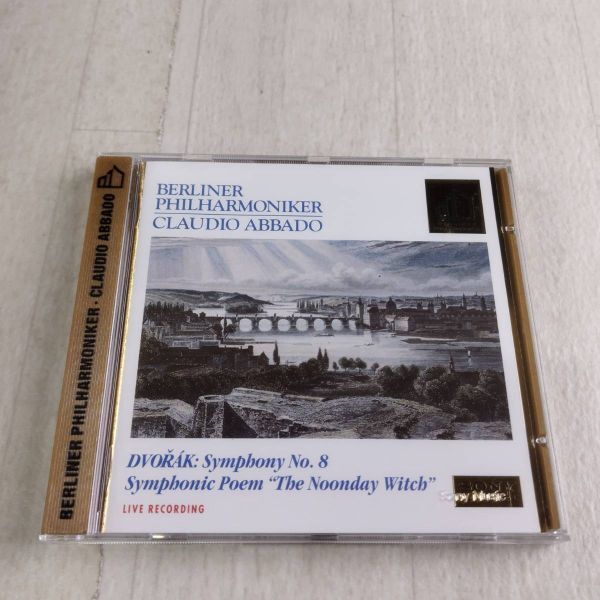 BERLINER PHILHARMONIKER · CLAUDIO ABBADO
BERLINER
PHILHARMONIKER
CLAUDIO ABBADO
DVOŘÁK: Symphony No. 8
Symphonic Poem “The Noonday Witch”
LIVE RECORDING